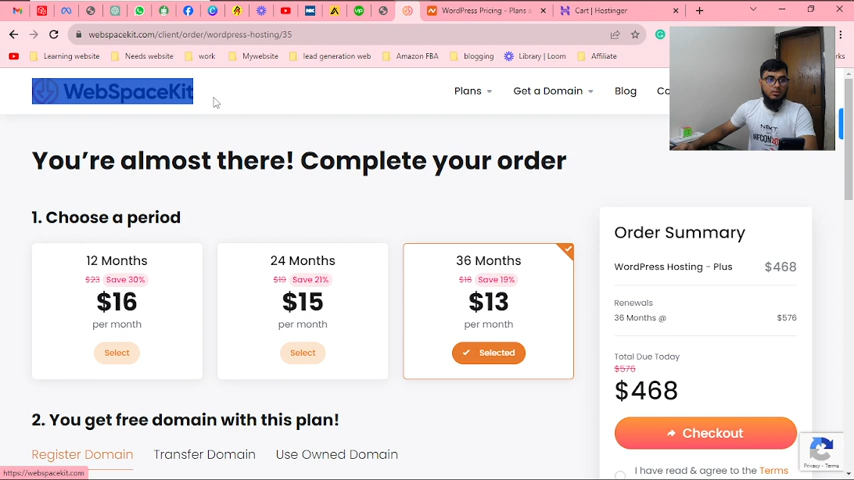 WordPress Pricing - Plans
Cart | Hostinger
webspacekit.com/client/order/wordpress-hosting/35
Learning website
Needs website
work
Mywebsite
lead generation web
Amazon FBA
blogging
Library | Loom
Affiliate
WebSpaceKit
Plans
Get a Domain
Blog
Co
You're almost there! Complete your order
1. Choose a period
12 Months
$23 Save 30%
$16
per month
Select
24 Months
$19 Save 21%
$15
per month
Select
36 Months
$16 Save 19%
$13
per month
Selected
Order Summary
WordPress Hosting - Plus $468
Renewals
36 Months @ $576
Total Due Today
$576
$468
Checkout
I have read & agree to the Terms
2. You get free domain with this plan!
Register Domain
Transfer Domain
Use Owned Domain
https://webspacekit.com
Privacy - Terms